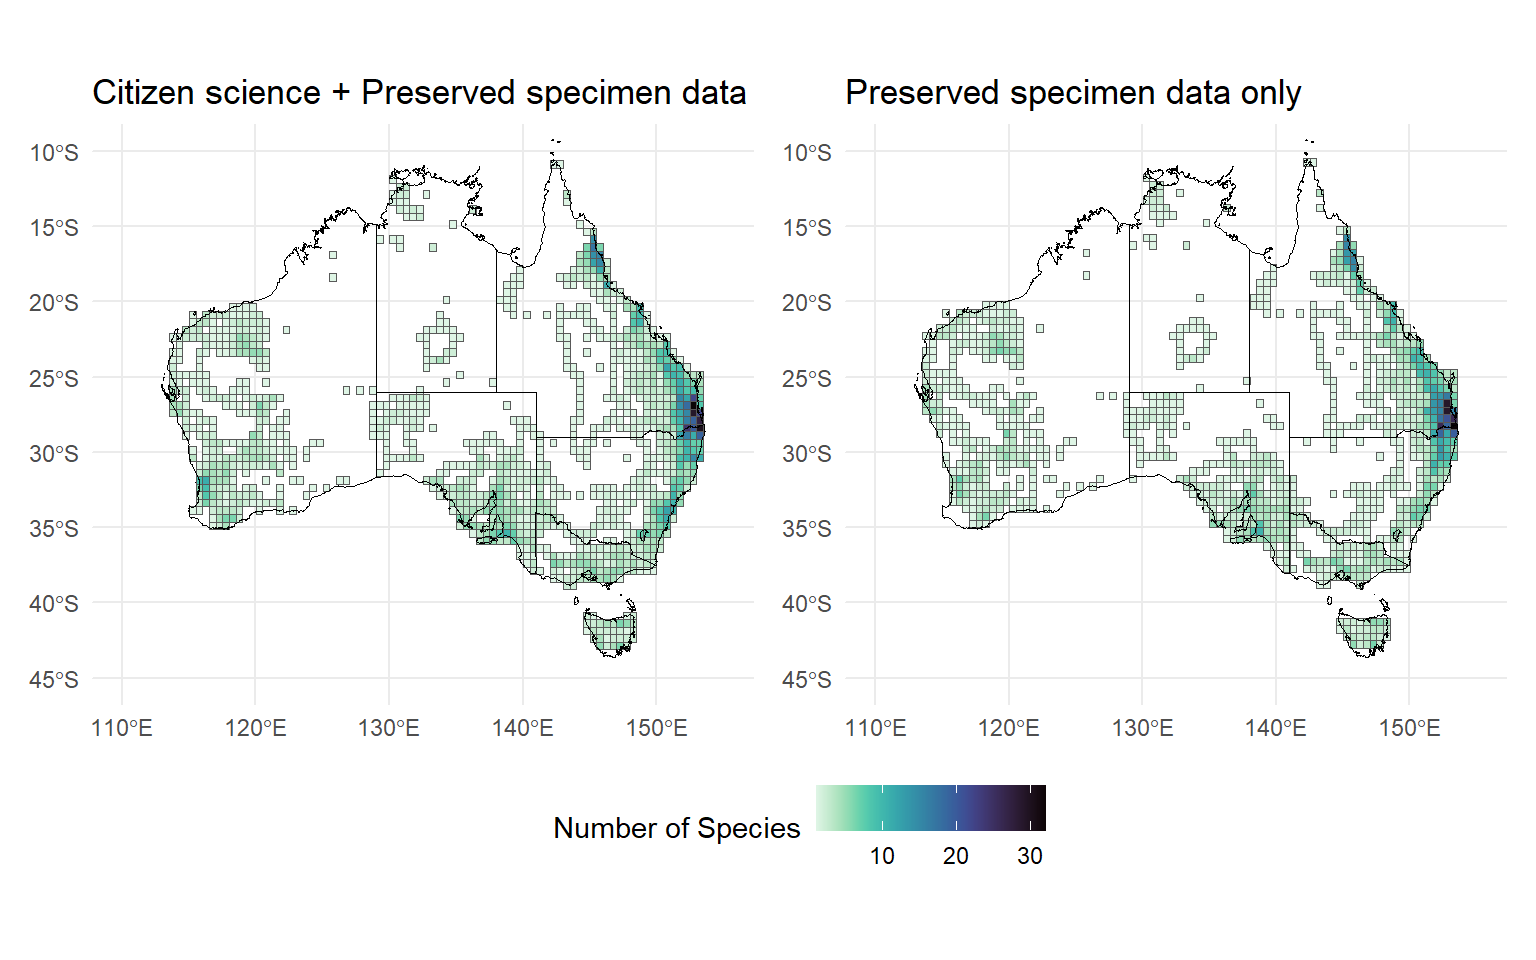 Citizen science + Preserved specimen data
Preserved specimen data only
10°S
15°S
20°S
25°S
30°S
35°S
40°S
45°S
110°E 120°E 130°E 140°E 150°E
10°S
15°S
20°S
25°S
30°S
35°S
40°S
45°S
110°E 120°E 130°E 140°E 150°E
Number of Species
10 20 30